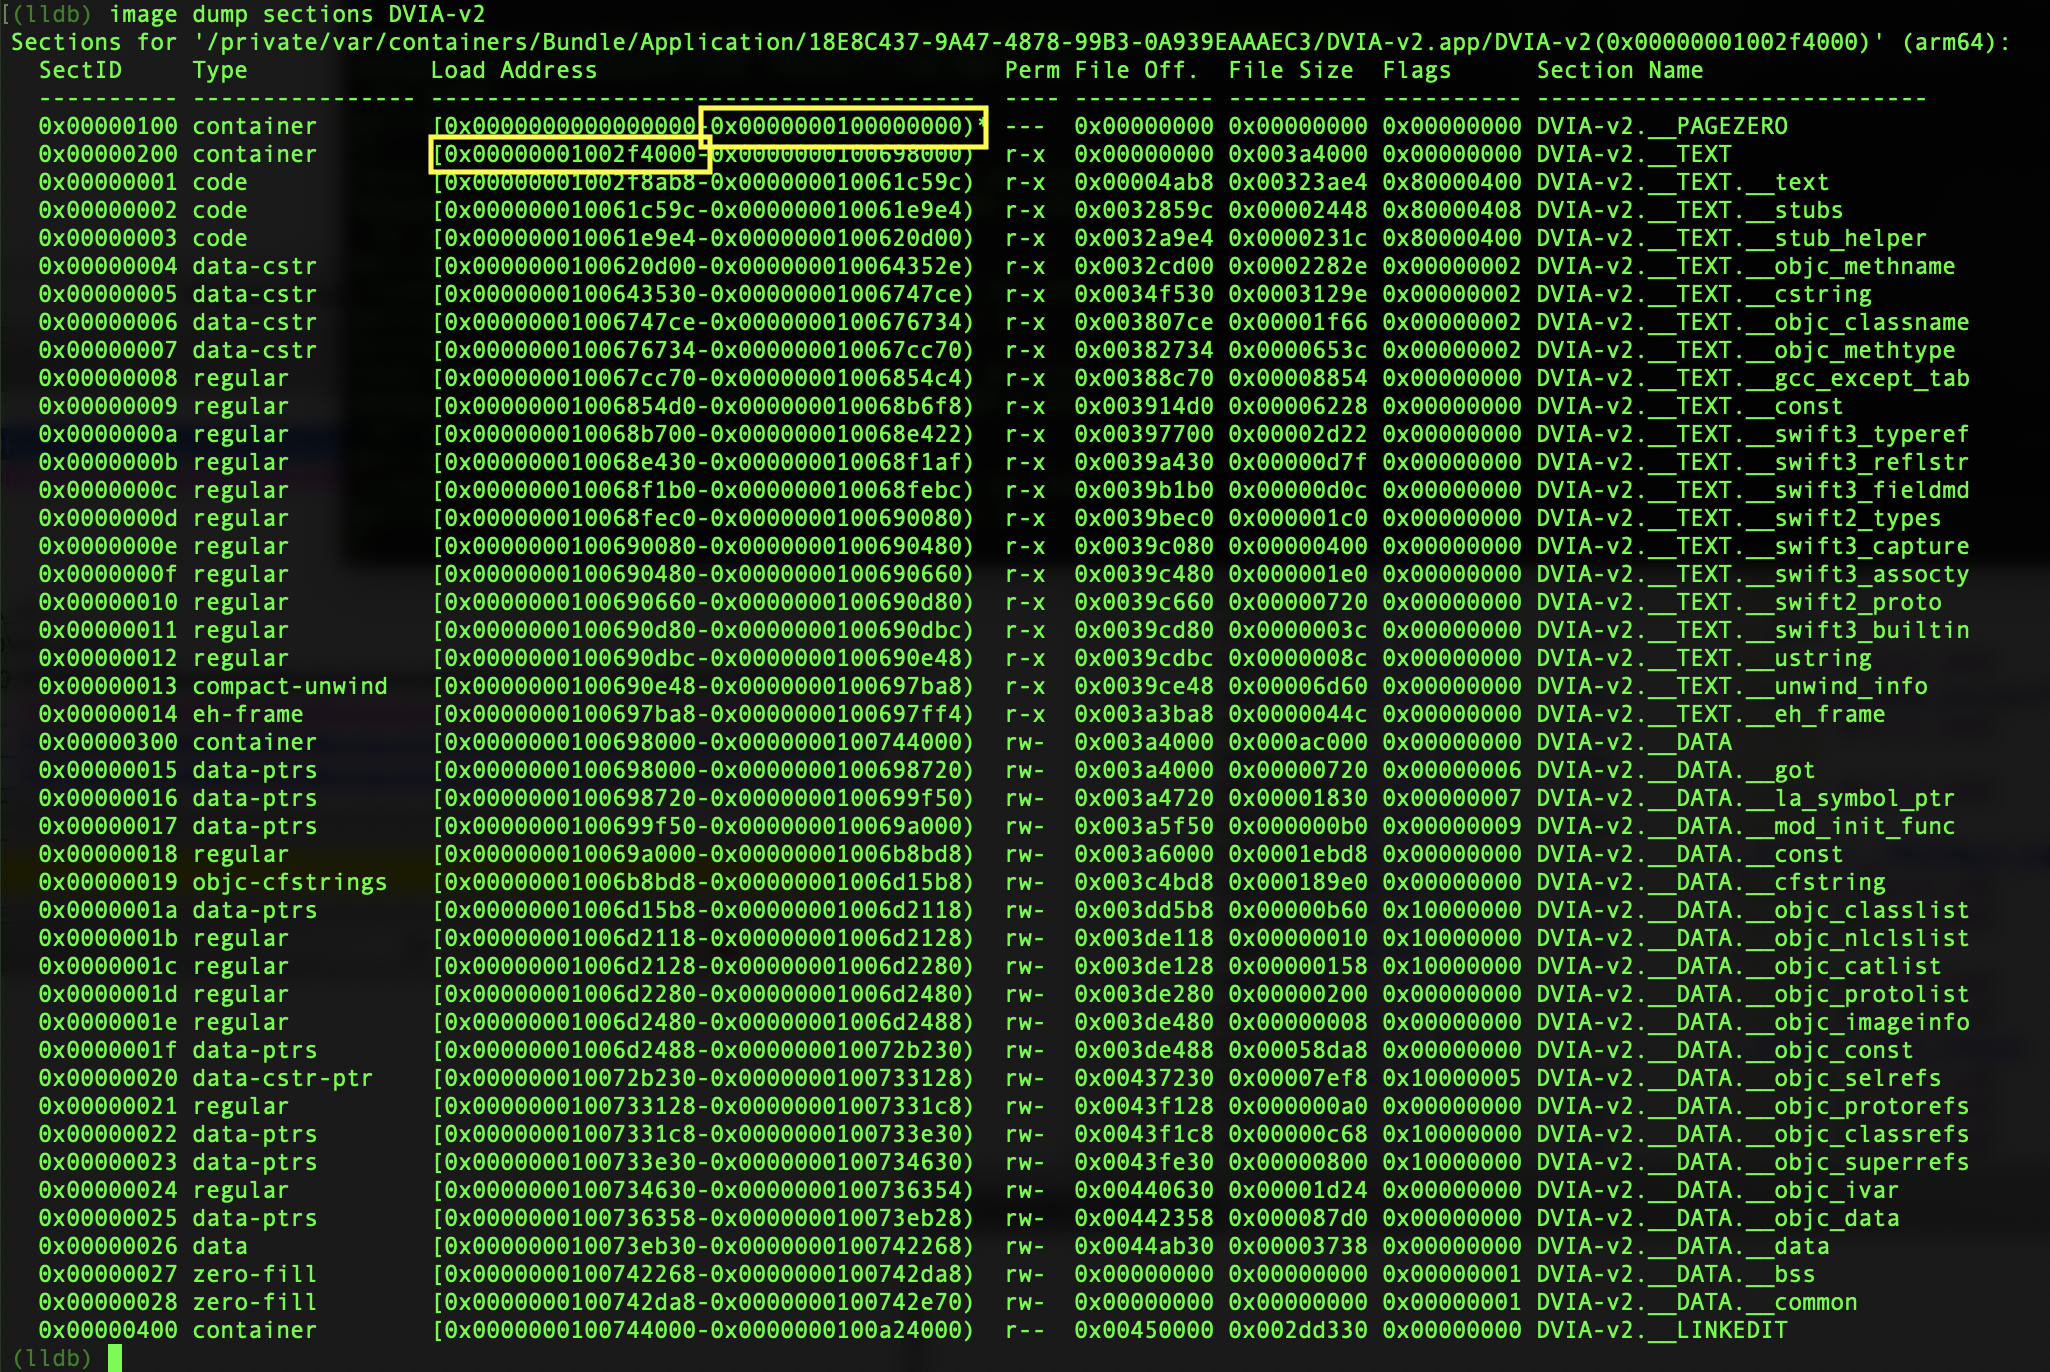 [(lldb) image dump sections DVIA-v2
Sections for '/private/var/containers/Bundle/Application/18E8C437-9A47-4878-99B3-0A939EAAAEC3/DVIA-v2.app/DVIA-v2(0x00000001002f4000)' (arm64):
SectID Type Load Address Perm File Off. File Size Flags Section Name
---------- ---------------- --------------------------------------- ---- ---------- ---------- ---------- ----------------------------
0x00000100 container [0x0000000000000000-0x0000000100000000)* --- 0x00000000 0x00000000 0x00000000 DVIA-v2.__PAGEZERO
0x00000200 container [0x00000001002f4000-0x0000000100698000) r-x 0x00000000 0x003a4000 0x00000000 DVIA-v2.__TEXT
0x00000001 code [0x00000001002f8ab8-0x000000010061c59c) r-x 0x00004ab8 0x00323ae4 0x80000400 DVIA-v2.__TEXT.__text
0x00000002 code [0x000000010061c59c-0x000000010061e9e4) r-x 0x0032859c 0x00002448 0x80000408 DVIA-v2.__TEXT.__stubs
0x00000003 code [0x000000010061e9e4-0x0000000100620d00) r-x 0x0032a9e4 0x0000231c 0x80000400 DVIA-v2.__TEXT.__stub_helper
0x00000004 data-cstr [0x0000000100620d00-0x000000010064352e) r-x 0x0032cd00 0x0002282e 0x00000002 DVIA-v2.__TEXT.__objc_methname
0x00000005 data-cstr [0x0000000100643530-0x00000001006747ce) r-x 0x0034f530 0x0003129e 0x00000002 DVIA-v2.__TEXT.__cstring
0x00000006 data-cstr [0x00000001006747ce-0x0000000100676734) r-x 0x003807ce 0x00001f66 0x00000002 DVIA-v2.__TEXT.__objc_classname
0x00000007 data-cstr [0x0000000100676734-0x000000010067cc70) r-x 0x00382734 0x0000653c 0x00000002 DVIA-v2.__TEXT.__objc_methtype
0x00000008 regular [0x000000010067cc70-0x00000001006854c4) r-x 0x00388c70 0x00008854 0x00000000 DVIA-v2.__TEXT.__gcc_except_tab
0x00000009 regular [0x00000001006854d0-0x000000010068b6f8) r-x 0x003914d0 0x00006228 0x00000000 DVIA-v2.__TEXT.__const
0x0000000a regular [0x000000010068b700-0x000000010068e422) r-x 0x00397700 0x00002d22 0x00000000 DVIA-v2.__TEXT.__swift3_typeref
0x0000000b regular [0x000000010068e430-0x000000010068f1af) r-x 0x0039a430 0x00000d7f 0x00000000 DVIA-v2.__TEXT.__swift3_reflstr
0x0000000c regular [0x000000010068f1b0-0x000000010068febc) r-x 0x0039b1b0 0x00000d0c 0x00000000 DVIA-v2.__TEXT.__swift3_fieldmd
0x0000000d regular [0x000000010068fec0-0x0000000100690080) r-x 0x0039bec0 0x000001c0 0x00000000 DVIA-v2.__TEXT.__swift2_types
0x0000000e regular [0x0000000100690080-0x0000000100690480) r-x 0x0039c080 0x00000400 0x00000000 DVIA-v2.__TEXT.__swift3_capture
0x0000000f regular [0x0000000100690480-0x0000000100690660) r-x 0x0039c480 0x000001e0 0x00000000 DVIA-v2.__TEXT.__swift3_assocty
0x00000010 regular [0x0000000100690660-0x0000000100690d80) r-x 0x0039c660 0x00000720 0x00000000 DVIA-v2.__TEXT.__swift2_proto
0x00000011 regular [0x0000000100690d80-0x0000000100690dbc) r-x 0x0039cd80 0x0000003c 0x00000000 DVIA-v2.__TEXT.__swift3_builtin
0x00000012 regular [0x0000000100690dbc-0x0000000100690e48) r-x 0x0039cdbc 0x0000008c 0x00000000 DVIA-v2.__TEXT.__ustring
0x00000013 compact-unwind [0x0000000100690e48-0x0000000100697ba8) r-x 0x0039ce48 0x00006d60 0x00000000 DVIA-v2.__TEXT.__unwind_info
0x00000014 eh-frame [0x0000000100697ba8-0x0000000100697ff4) r-x 0x003a3ba8 0x0000044c 0x00000000 DVIA-v2.__TEXT.__eh_frame
0x00000300 container [0x0000000100698000-0x0000000100744000) rw- 0x003a4000 0x000ac000 0x00000000 DVIA-v2.__DATA
0x00000015 data-ptrs [0x0000000100698000-0x0000000100698720) rw- 0x003a4000 0x00000720 0x00000006 DVIA-v2.__DATA.__got
0x00000016 data-ptrs [0x0000000100698720-0x0000000100699f50) rw- 0x003a4720 0x00001830 0x00000007 DVIA-v2.__DATA.__la_symbol_ptr
0x00000017 data-ptrs [0x0000000100699f50-0x000000010069a000) rw- 0x003a5f50 0x000000b0 0x00000009 DVIA-v2.__DATA.__mod_init_func
0x00000018 regular [0x000000010069a000-0x00000001006b8bd8) rw- 0x003a6000 0x0001ebd8 0x00000000 DVIA-v2.__DATA.__const
0x00000019 objc-cfstrings [0x00000001006b8bd8-0x00000001006d15b8) rw- 0x003c4bd8 0x000189e0 0x00000000 DVIA-v2.__DATA.__cfstring
0x0000001a data-ptrs [0x00000001006d15b8-0x00000001006d2118) rw- 0x003dd5b8 0x00000b60 0x10000000 DVIA-v2.__DATA.__objc_classlist
0x0000001b regular [0x00000001006d2118-0x00000001006d2128) rw- 0x003de118 0x00000010 0x10000000 DVIA-v2.__DATA.__objc_nlclslist
0x0000001c regular [0x00000001006d2128-0x00000001006d2280) rw- 0x003de128 0x00000158 0x10000000 DVIA-v2.__DATA.__objc_catlist
0x0000001d regular [0x00000001006d2280-0x00000001006d2480) rw- 0x003de280 0x00000200 0x00000000 DVIA-v2.__DATA.__objc_protolist
0x0000001e regular [0x00000001006d2480-0x00000001006d2488) rw- 0x003de480 0x00000008 0x00000000 DVIA-v2.__DATA.__objc_imageinfo
0x0000001f data-ptrs [0x00000001006d2488-0x000000010072b230) rw- 0x003de488 0x00058da8 0x00000000 DVIA-v2.__DATA.__objc_const
0x00000020 data-cstr-ptr [0x000000010072b230-0x0000000100733128) rw- 0x00437230 0x00007ef8 0x10000005 DVIA-v2.__DATA.__objc_selrefs
0x00000021 regular [0x0000000100733128-0x00000001007331c8) rw- 0x0043f128 0x000000a0 0x00000000 DVIA-v2.__DATA.__objc_protorefs
0x00000022 data-ptrs [0x00000001007331c8-0x0000000100733e30) rw- 0x0043f1c8 0x00000c68 0x10000000 DVIA-v2.__DATA.__objc_classrefs
0x00000023 data-ptrs [0x0000000100733e30-0x0000000100734630) rw- 0x0043fe30 0x00000800 0x10000000 DVIA-v2.__DATA.__objc_superrefs
0x00000024 regular [0x0000000100734630-0x0000000100736354) rw- 0x00440630 0x00001d24 0x00000000 DVIA-v2.__DATA.__objc_ivar
0x00000025 data-ptrs [0x0000000100736358-0x000000010073eb28) rw- 0x00442358 0x000087d0 0x00000000 DVIA-v2.__DATA.__objc_data
0x00000026 data [0x000000010073eb30-0x0000000100742268) rw- 0x0044ab30 0x00003738 0x00000000 DVIA-v2.__DATA.__data
0x00000027 zero-fill [0x0000000100742268-0x0000000100742da8) rw- 0x00000000 0x00000000 0x00000001 DVIA-v2.__DATA.__bss
0x00000028 zero-fill [0x0000000100742da8-0x0000000100742e70) rw- 0x00000000 0x00000000 0x00000001 DVIA-v2.__DATA.__common
0x00000400 container [0x0000000100744000-0x0000000100a24000) r-- 0x00450000 0x002dd330 0x00000000 DVIA-v2.__LINKEDIT
(lldb)